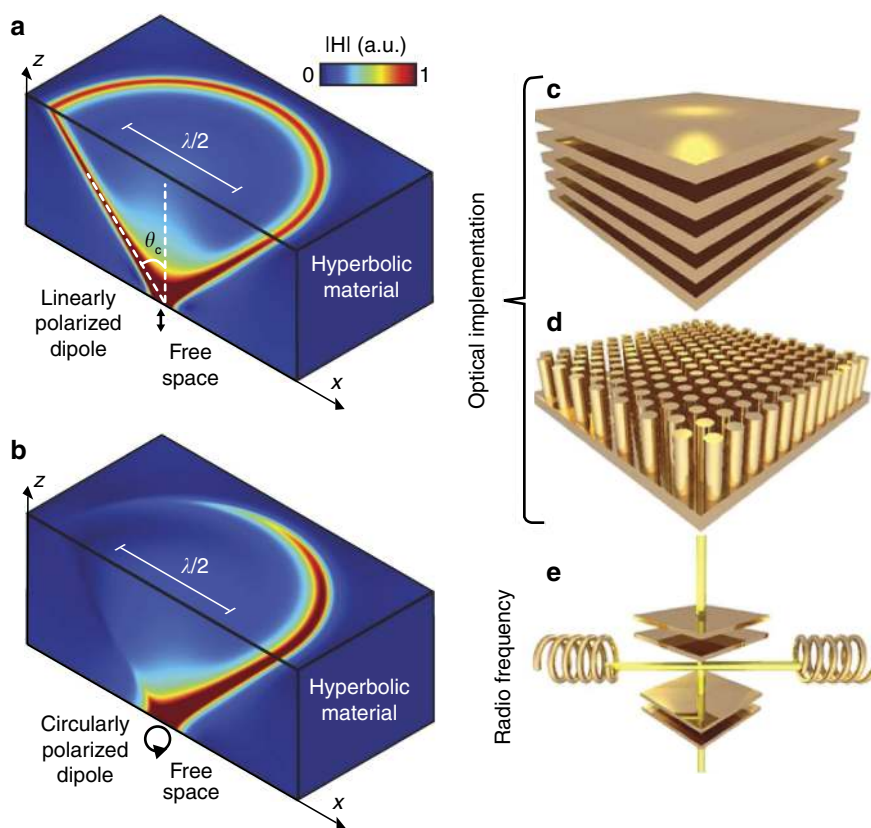 a
z
|H| (a.u.)
0 1
λ/2
θc
Hyperbolic
material
Linearly
polarized
dipole
Free
space
x
b
z
λ/2
Hyperbolic
material
Circularly
polarized
dipole
Free
space
x
Optical implementation
c
d
Radio frequency
e